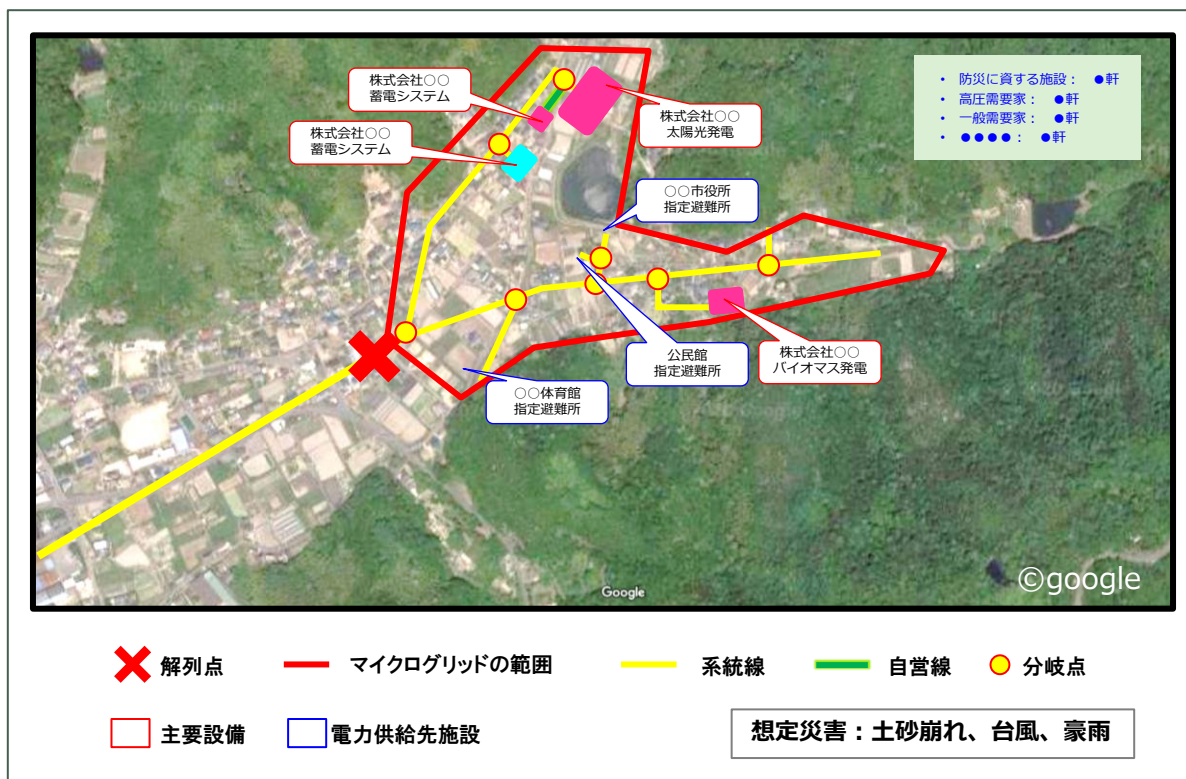 株式会社○○
蓄電システム
株式会社○○
蓄電システム
株式会社○○
太陽光発電
• 防災に資する施設： ●軒
• 高圧需要家： ●軒
• 一般需要家： ●軒
• ●●●●： ●軒
○○市役所
指定避難所
公民館
指定避難所
株式会社○○
バイオマス発電
○○体育館
指定避難所
©google
Google
解列点
マイクログリッドの範囲
系統線
自営線
分岐点
主要設備
電力供給先施設
想定災害：土砂崩れ、台風、豪雨